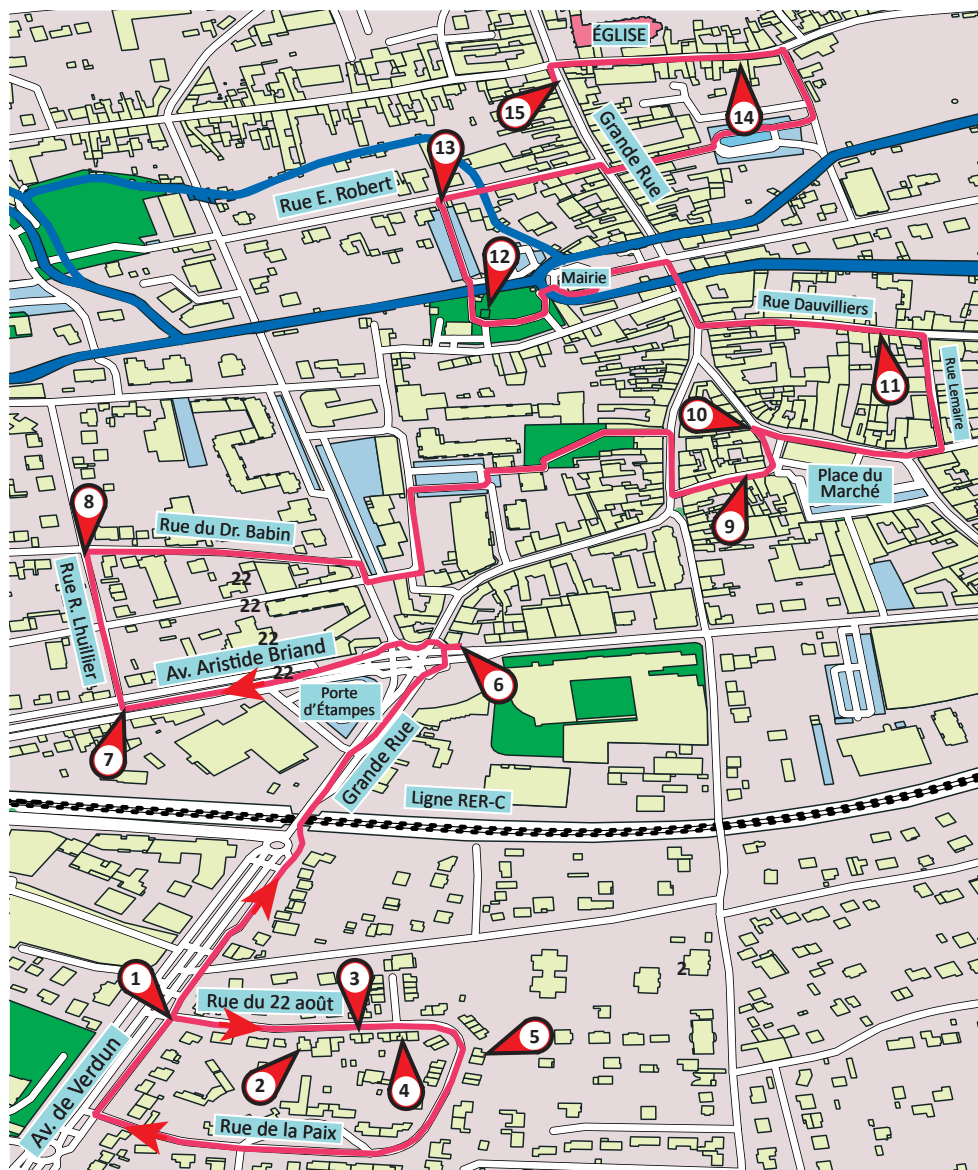 ÉGLISE
15
14
Grande Rue
13
Rue E. Robert
12
Mairie
Rue Dauvilliers
11
Rue Lemaire
10
Place du
Marché
9
8
Rue du Dr. Babin
22
22
Rue R. Lhuillier
22
Av. Aristide Briand
22
6
Porte
d'Étampes
7
Grande Rue
Ligne RER-C
2
1
3
Rue du 22 août
5
2
4
Av. de Verdun
Rue de la Paix